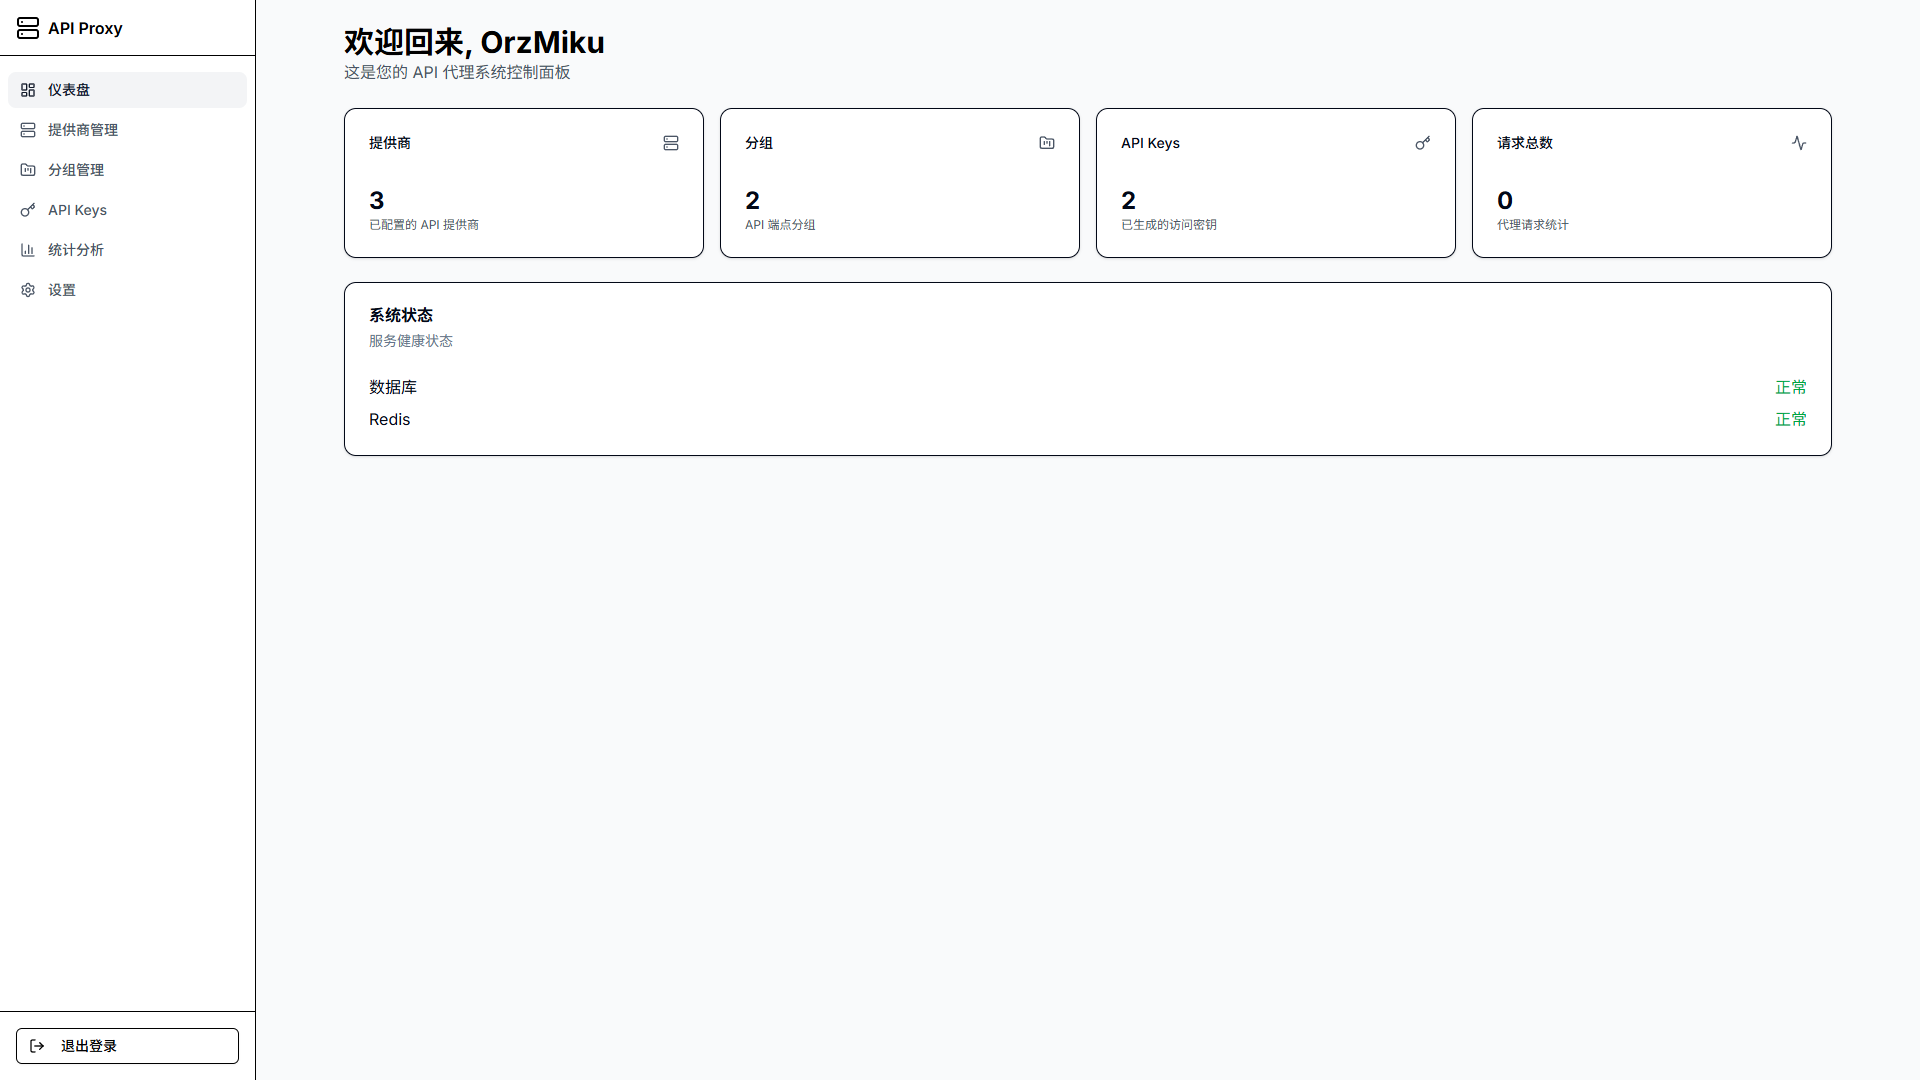 API Proxy
仪表盘
提供商管理
分组管理
API Keys
统计分析
设置
退出登录
欢迎回来, OrzMiku
这是您的 API 代理系统控制面板
提供商
3
已配置的 API 提供商
分组
2
API 端点分组
API Keys
2
已生成的访问密钥
请求总数
0
代理请求统计
系统状态
服务健康状态
数据库 正常
Redis 正常